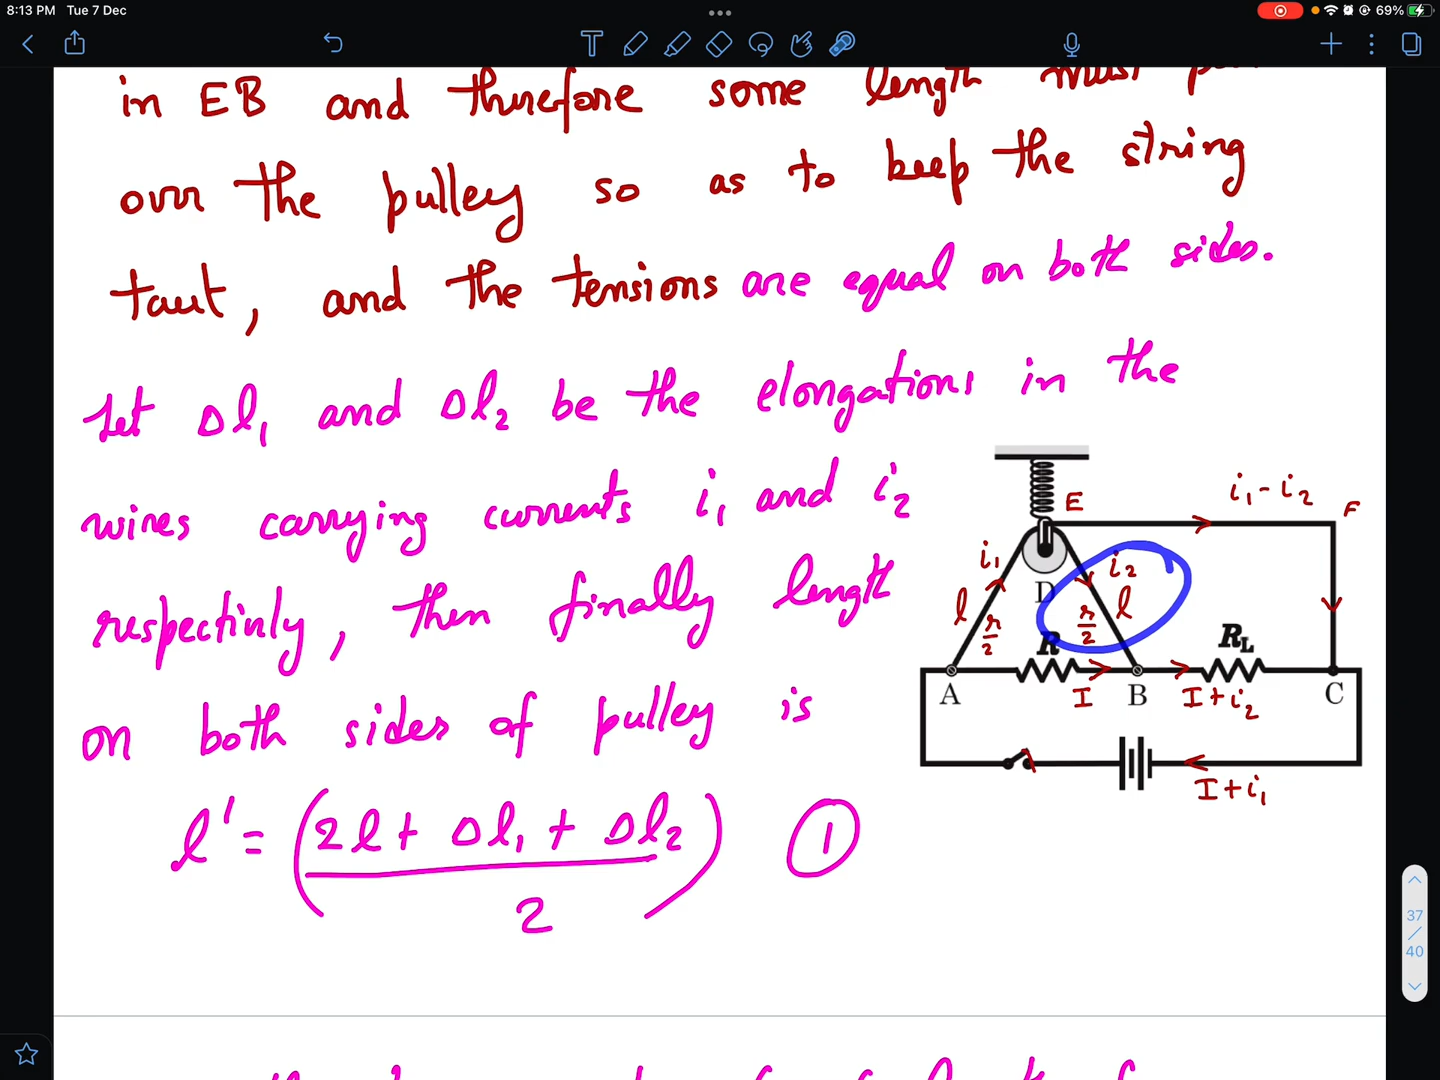 8:13 PM Tue 7 Dec
69%
in EB and therefore some length must
over the pulley so as to keep the string
taut, and the tensions are equal on both sides.
Let Δl₁ and Δl₂ be the elongations in the
wires carrying currents i₁ and i₂
respectively, then finally length
on both sides of pulley is
l' = (2l + Δl₁ + Δl₂ / 2) ①
E
i₁ - i₂
F
i₁
i₂
D
l
l
r/2
r/2
R
R_L
A
I
B
I + i₂
C
I + i₁
37
/
40